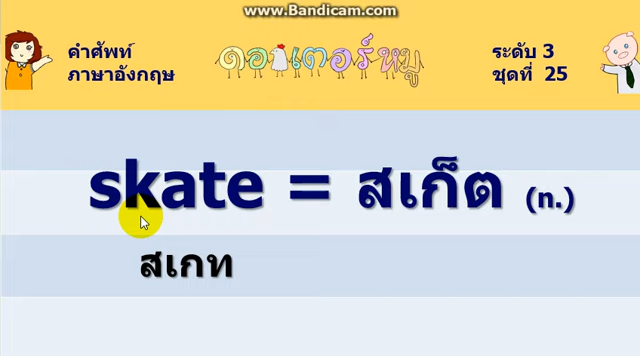 www.Bandicam.com
คำศัพท์
ภาษาอังกฤษ
ดอกเตอร์หมู
ระดับ 3
ชุดที่ 25
skate = สเก็ต (n.)
สเกท